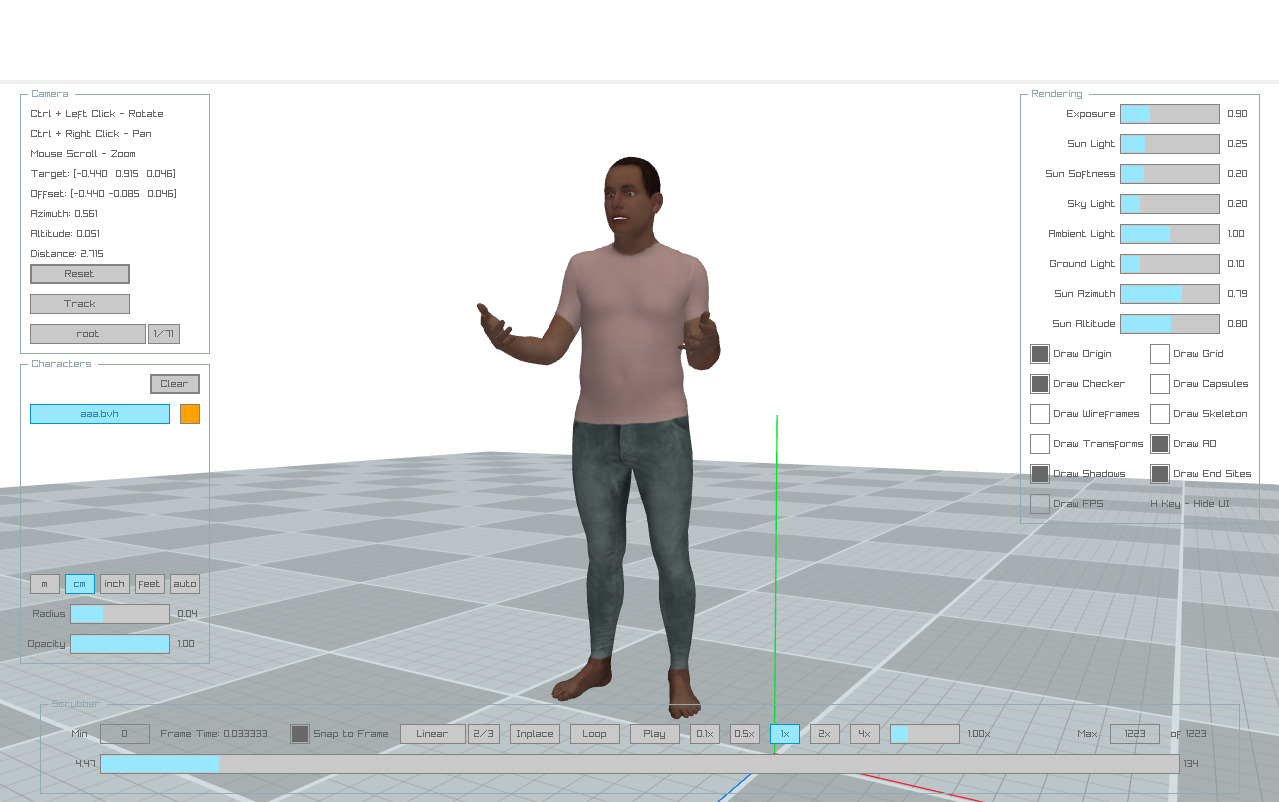 Camera
Ctrl + Left Click - Rotate
Ctrl + Right Click - Pan
Mouse Scroll - Zoom
Target: [-0.440 0.915 0.046]
Offset: [-0.440 -0.085 0.046]
Azimuth: 0.561
Altitude: 0.051
Distance: 2.715
Reset
Track
root 1/71
Characters
Clear
aaa.bvh
m cm inch feet auto
Radius 0.04
Opacity 1.00
Rendering
Exposure 0.90
Sun Light 0.25
Sun Softness 0.20
Sky Light 0.20
Ambient Light 1.00
Ground Light 0.10
Sun Azimuth 0.79
Sun Altitude 0.80
Draw Origin Draw Grid
Draw Checker Draw Capsules
Draw Wireframes Draw Skeleton
Draw Transforms Draw AO
Draw Shadows Draw End Sites
Draw FPS H Key - Hide UI
Scrubber
Min 0 Frame Time: 0.033333 Snap to Frame Linear 2/3 Inplace Loop Play 0.1x 0.5x 1x 2x 4x 1.00x Max 1223 of 1223
4.47 134